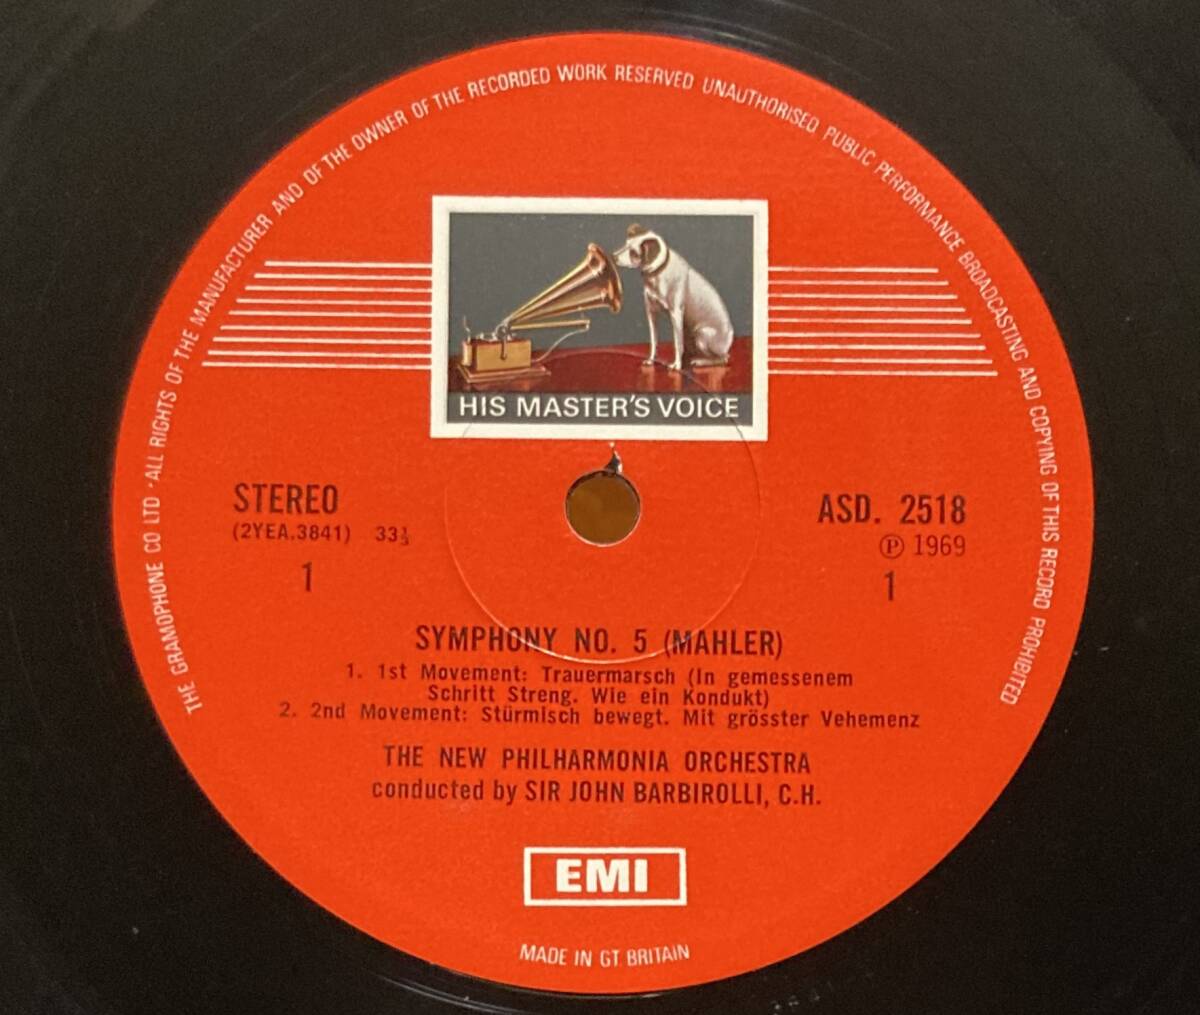 THE GRAMOPHONE CO LTD · ALL RIGHTS OF THE MANUFACTURER AND OF THE OWNER OF THE RECORDED WORK RESERVED UNAUTHORISED PUBLIC PERFORMANCE BROADCASTING AND COPYING OF THIS RECORD PROHIBITED
HIS MASTER'S VOICE
STEREO
(2YEA.3841) 33⅓
1
ASD. 2518
℗ 1969
1
SYMPHONY NO. 5 (MAHLER)
1. 1st Movement: Trauermarsch (In gemessenem
Schritt Streng. Wie ein Kondukt)
2. 2nd Movement: Stürmisch bewegt. Mit grösster Vehemenz
THE NEW PHILHARMONIA ORCHESTRA
conducted by SIR JOHN BARBIROLLI, C.H.
EMI
MADE IN GT. BRITAIN